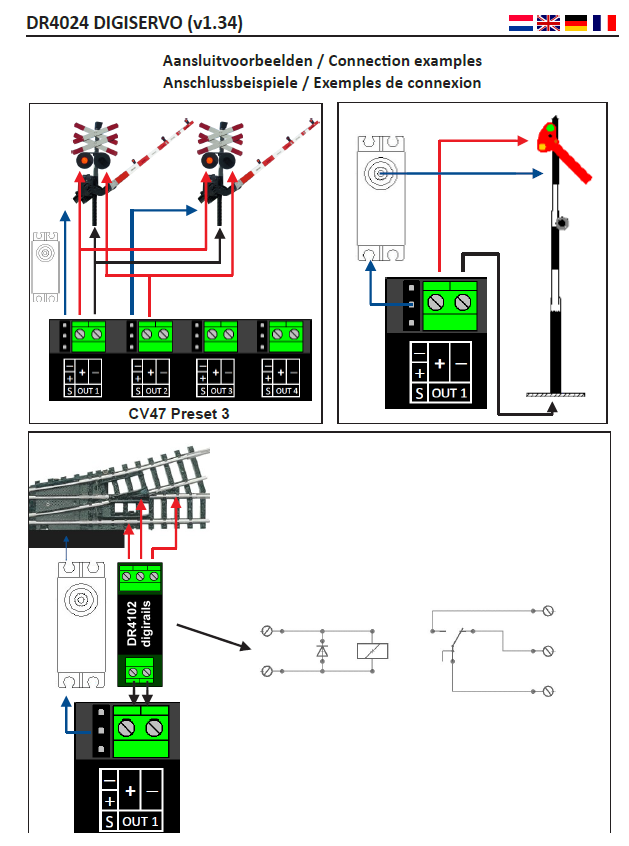 DR4024 DIGISERVO (v1.34)
Aansluitvoorbeelden / Connection examples
Anschlussbeispiele / Exemples de connexion
− + − − + − − + − − + −
+ + + +
S OUT 1 S OUT 2 S OUT 3 S OUT 4
CV47 Preset 3
− + −
+
S OUT 1
DR4102
digirails
− + −
+
S OUT 1